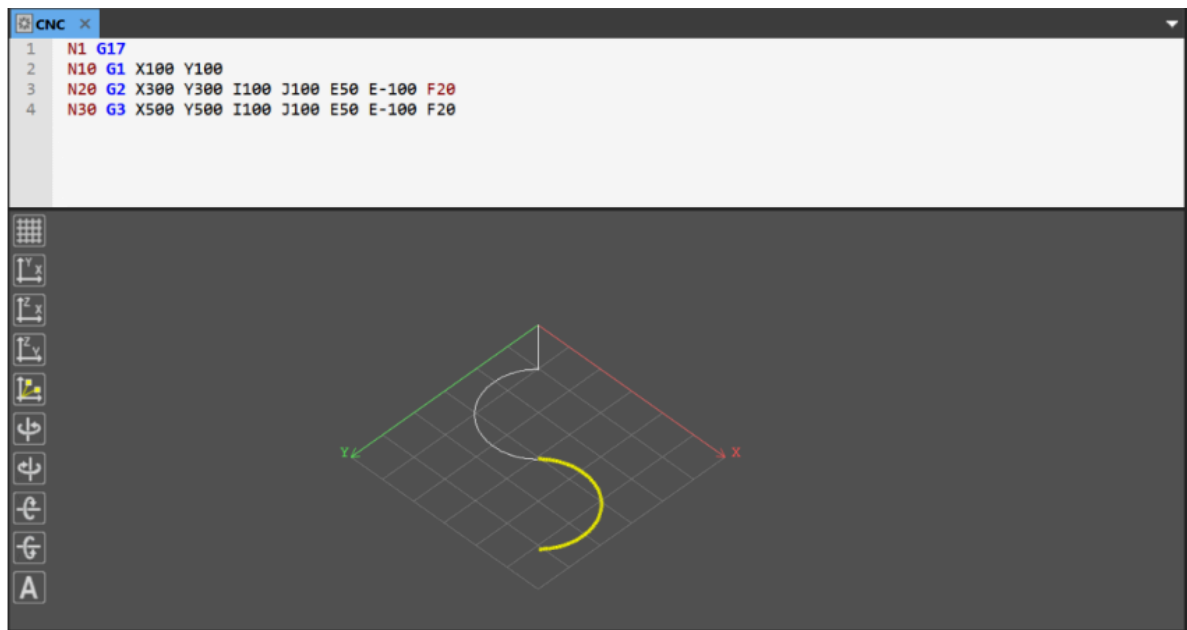 CNC
1 N1 G17
2 N10 G1 X100 Y100
3 N20 G2 X300 Y300 I100 J100 E50 E-100 F20
4 N30 G3 X500 Y500 I100 J100 E50 E-100 F20
Y X
Z X
Z Y
A
Y X